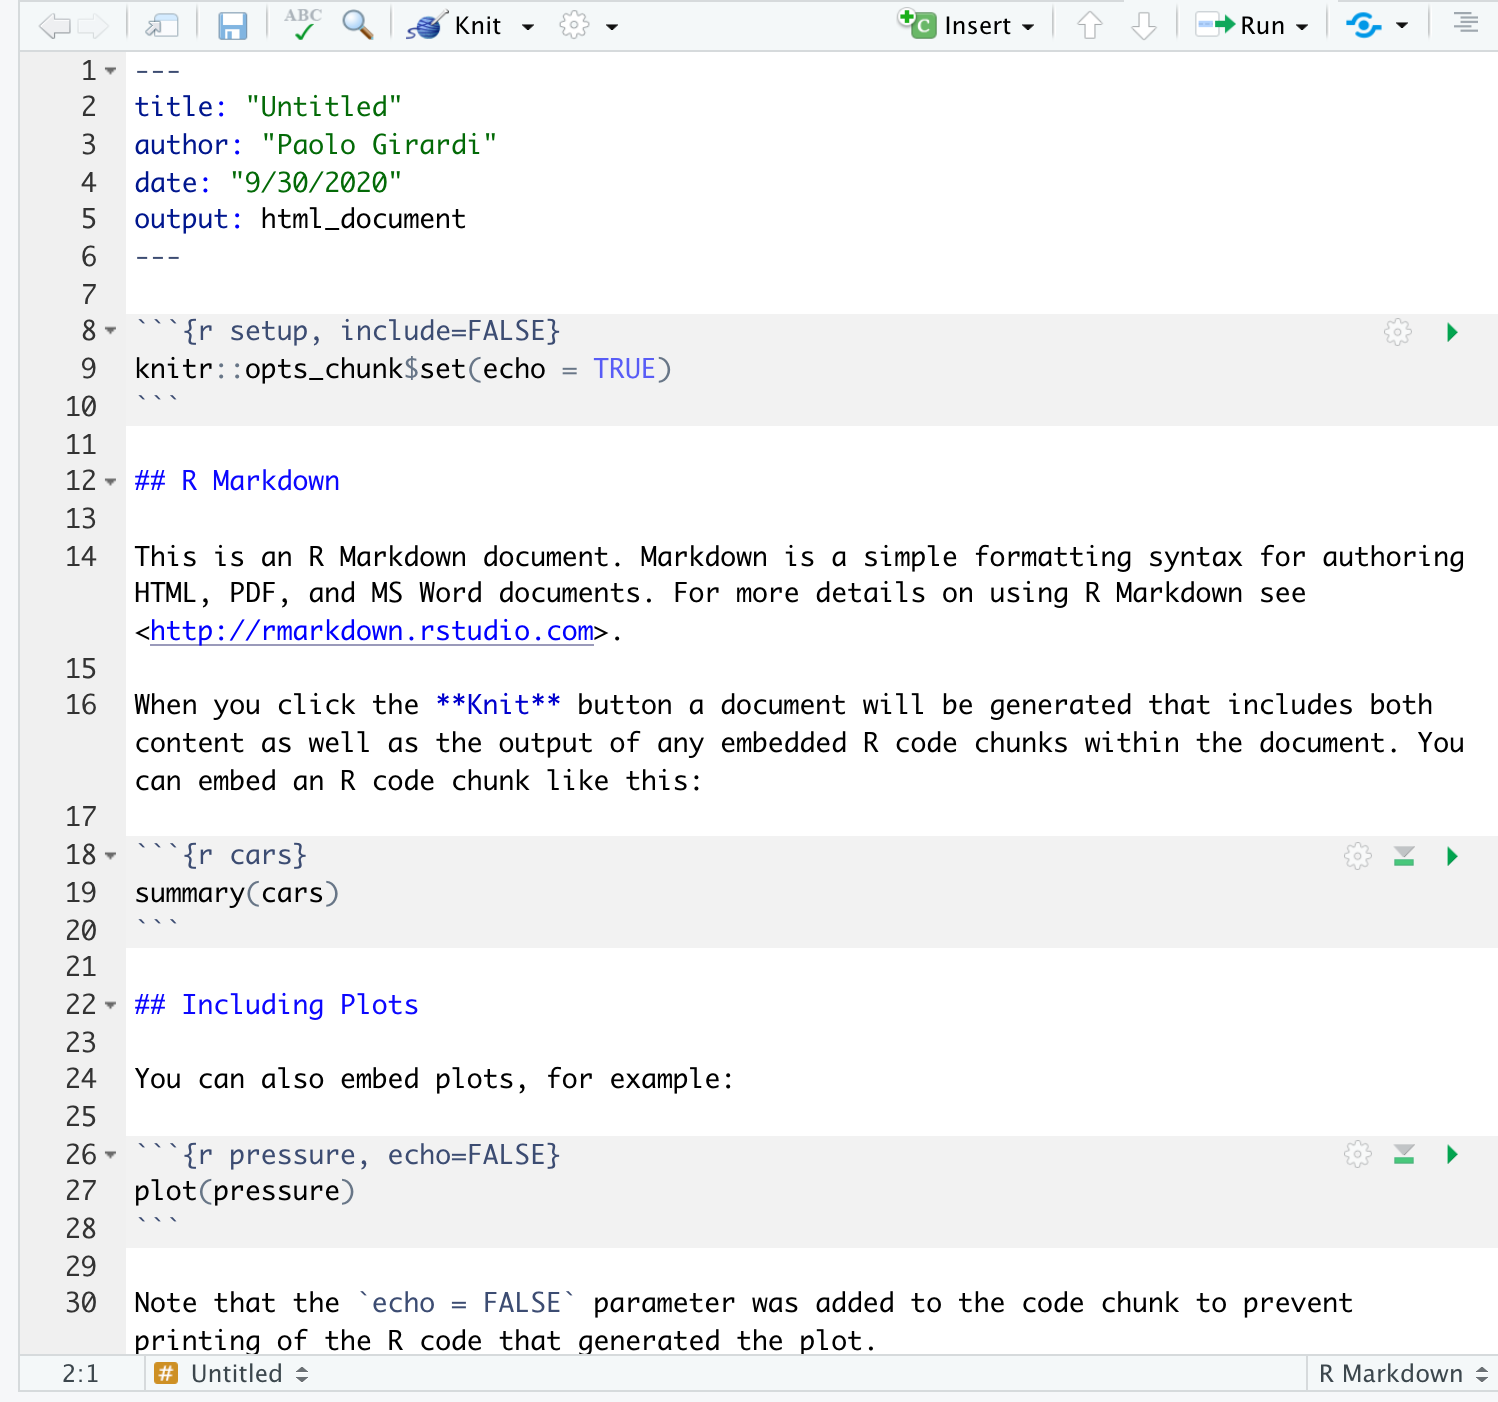 ABC Knit Insert Run
1 ---
2 title: "Untitled"
3 author: "Paolo Girardi"
4 date: "9/30/2020"
5 output: html_document
6 ---
7
8 ```{r setup, include=FALSE}
9 knitr::opts_chunk$set(echo = TRUE)
10 ```
11
12 ## R Markdown
13
14 This is an R Markdown document. Markdown is a simple formatting syntax for authoring
HTML, PDF, and MS Word documents. For more details on using R Markdown see
<http://rmarkdown.rstudio.com>.
15
16 When you click the **Knit** button a document will be generated that includes both
content as well as the output of any embedded R code chunks within the document. You
can embed an R code chunk like this:
17
18 ```{r cars}
19 summary(cars)
20 ```
21
22 ## Including Plots
23
24 You can also embed plots, for example:
25
26 ```{r pressure, echo=FALSE}
27 plot(pressure)
28 ```
29
30 Note that the `echo = FALSE` parameter was added to the code chunk to prevent
printing of the R code that generated the plot.
2:1 # Untitled R Markdown